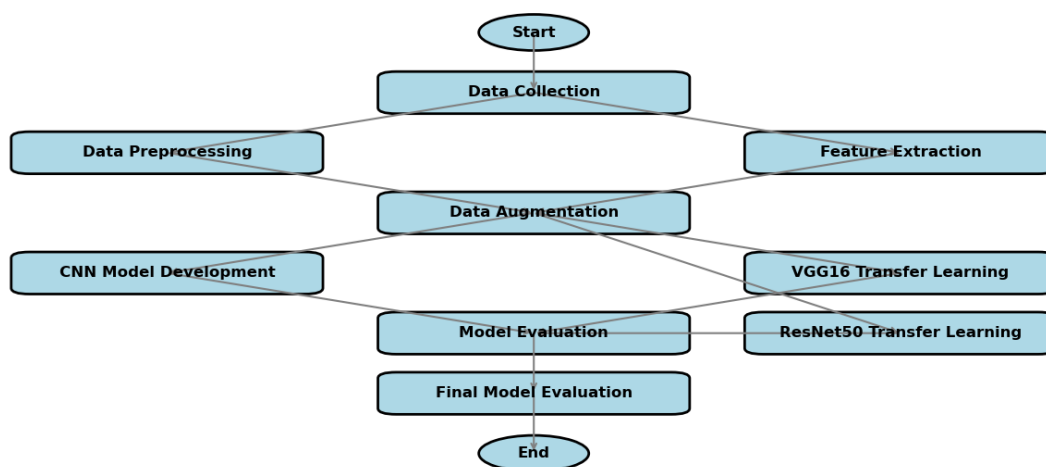 Start
Data Collection
Data Preprocessing
Feature Extraction
Data Augmentation
CNN Model Development
VGG16 Transfer Learning
Model Evaluation
ResNet50 Transfer Learning
Final Model Evaluation
End